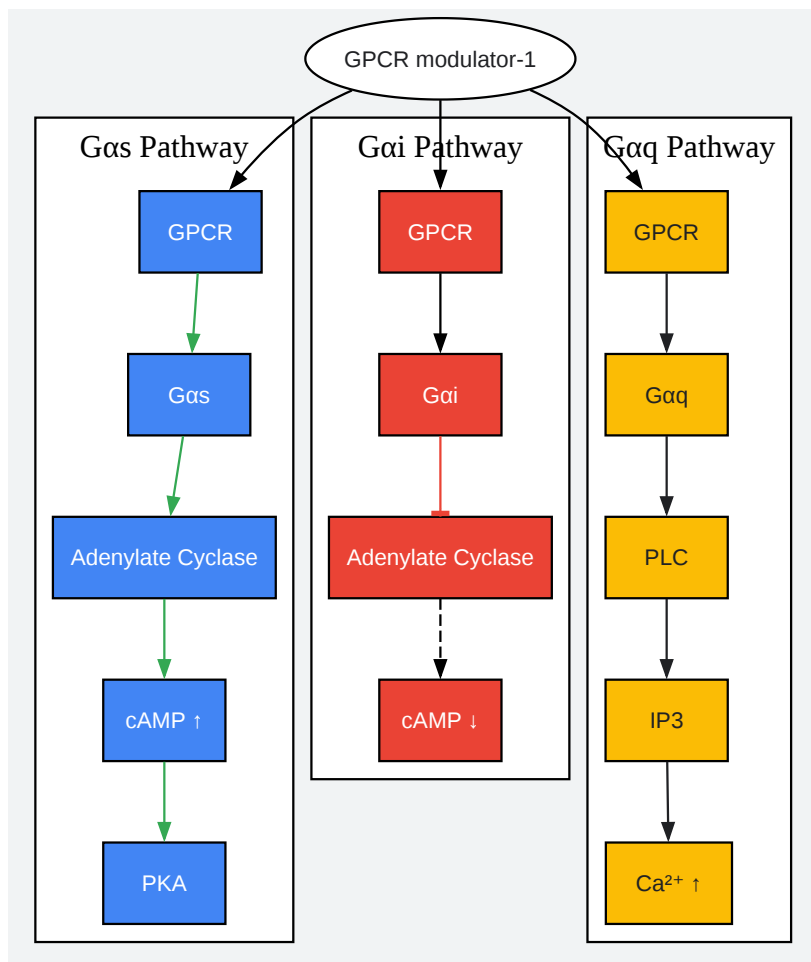 GPCR modulator-1
Gαs Pathway
GPCR
Gαs
Adenylate Cyclase
cAMP ↑
PKA
Gαi Pathway
GPCR
Gαi
Adenylate Cyclase
cAMP ↓
Gαq Pathway
GPCR
Gαq
PLC
IP3
Ca²⁺ ↑